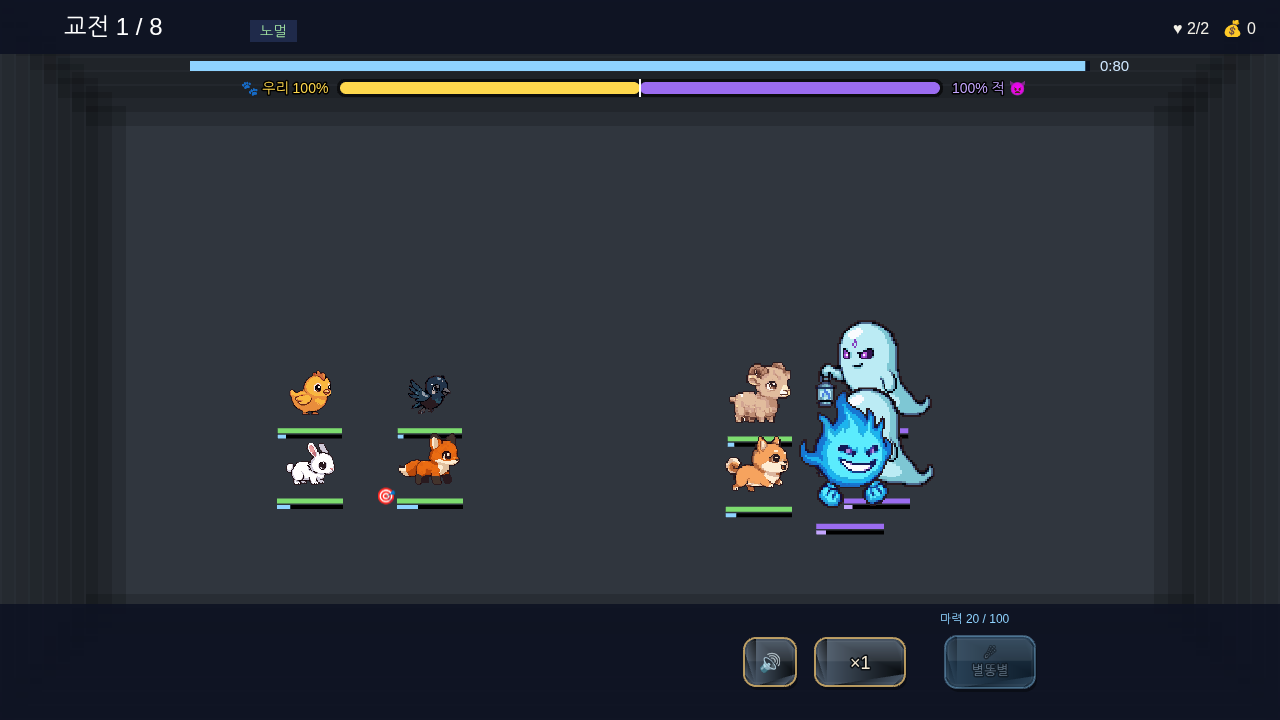 교전 1 / 8
노멀
♥ 2/2 💰 0
0:80
🐾 우리 100%
100% 적 😈
마력 20 / 100
×1
별똥별